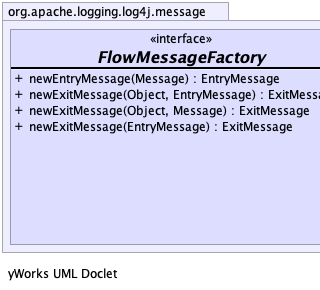 org.apache.logging.log4j.message
«interface»
FlowMessageFactory
+ newEntryMessage(Message) : EntryMessage
+ newExitMessage(Object, EntryMessage) : ExitMessa
+ newExitMessage(Object, Message) : ExitMessage
+ newExitMessage(EntryMessage) : ExitMessage
yWorks UML Doclet